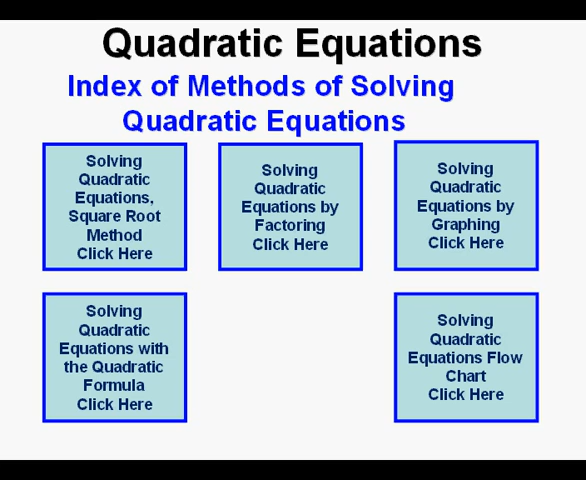 Quadratic Equations
Index of Methods of Solving
Quadratic Equations
Solving
Quadratic
Equations,
Square Root
Method
Click Here
Solving
Quadratic
Equations by
Factoring
Click Here
Solving
Quadratic
Equations by
Graphing
Click Here
Solving
Quadratic
Equations with
the Quadratic
Formula
Click Here
Solving
Quadratic
Equations Flow
Chart
Click Here